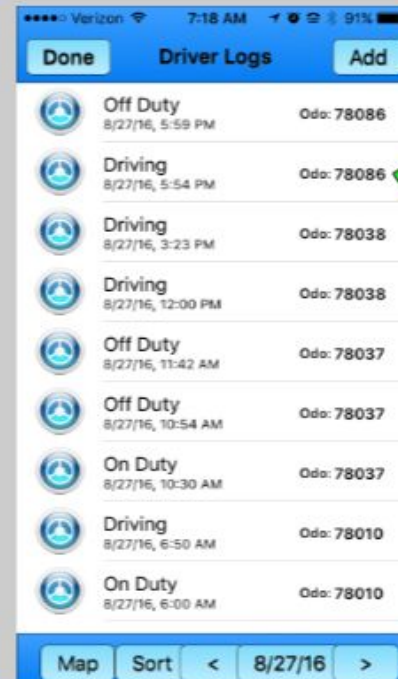 Verizon 7:18 AM 91%
Done Driver Logs Add
Off Duty
8/27/16, 5:59 PM
Odo: 78086
Driving
8/27/16, 5:54 PM
Odo: 78086
Driving
8/27/16, 3:23 PM
Odo: 78038
Driving
8/27/16, 12:00 PM
Odo: 78038
Off Duty
8/27/16, 11:42 AM
Odo: 78037
Off Duty
8/27/16, 10:54 AM
Odo: 78037
On Duty
8/27/16, 10:30 AM
Odo: 78037
Driving
8/27/16, 6:50 AM
Odo: 78010
On Duty
8/27/16, 6:00 AM
Odo: 78010
Map Sort < 8/27/16 >